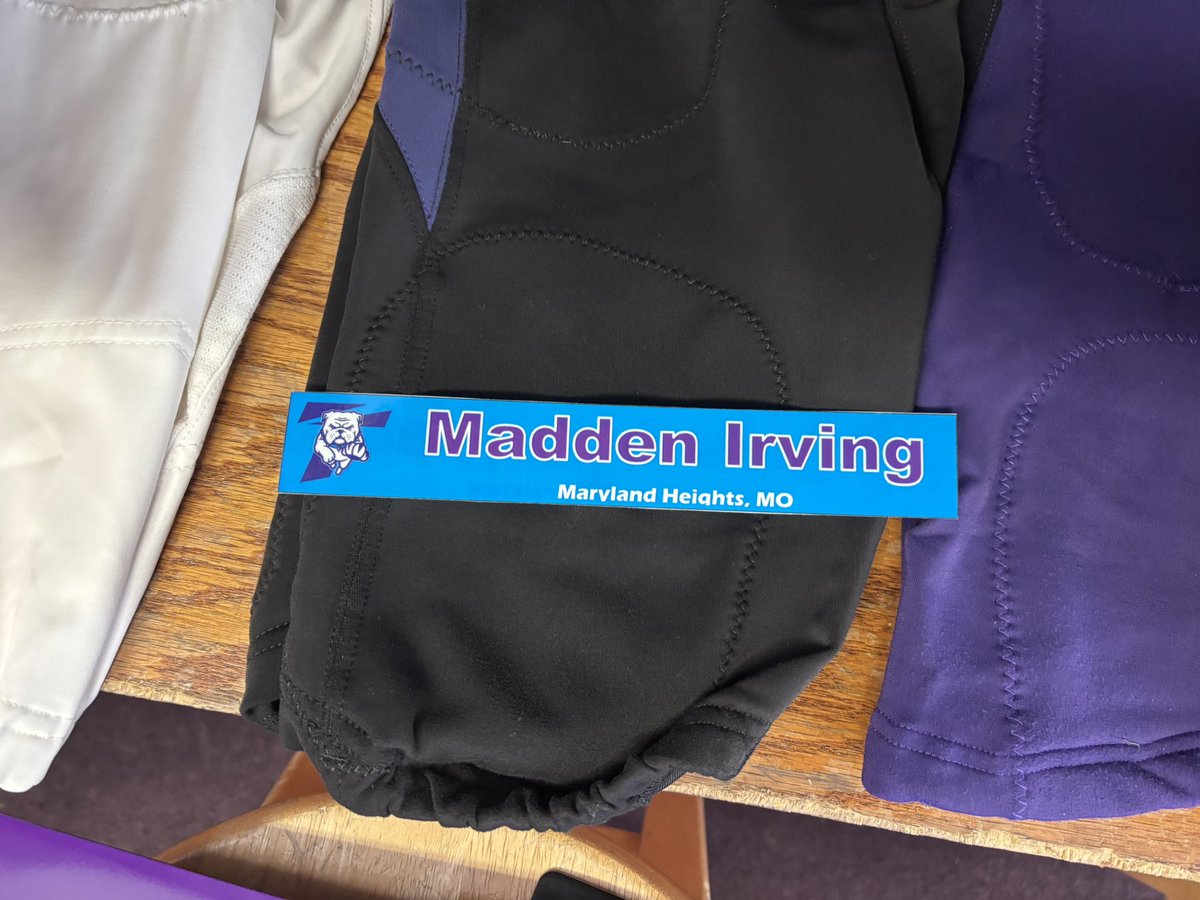 Madden Irving
Maryland Heights, MO